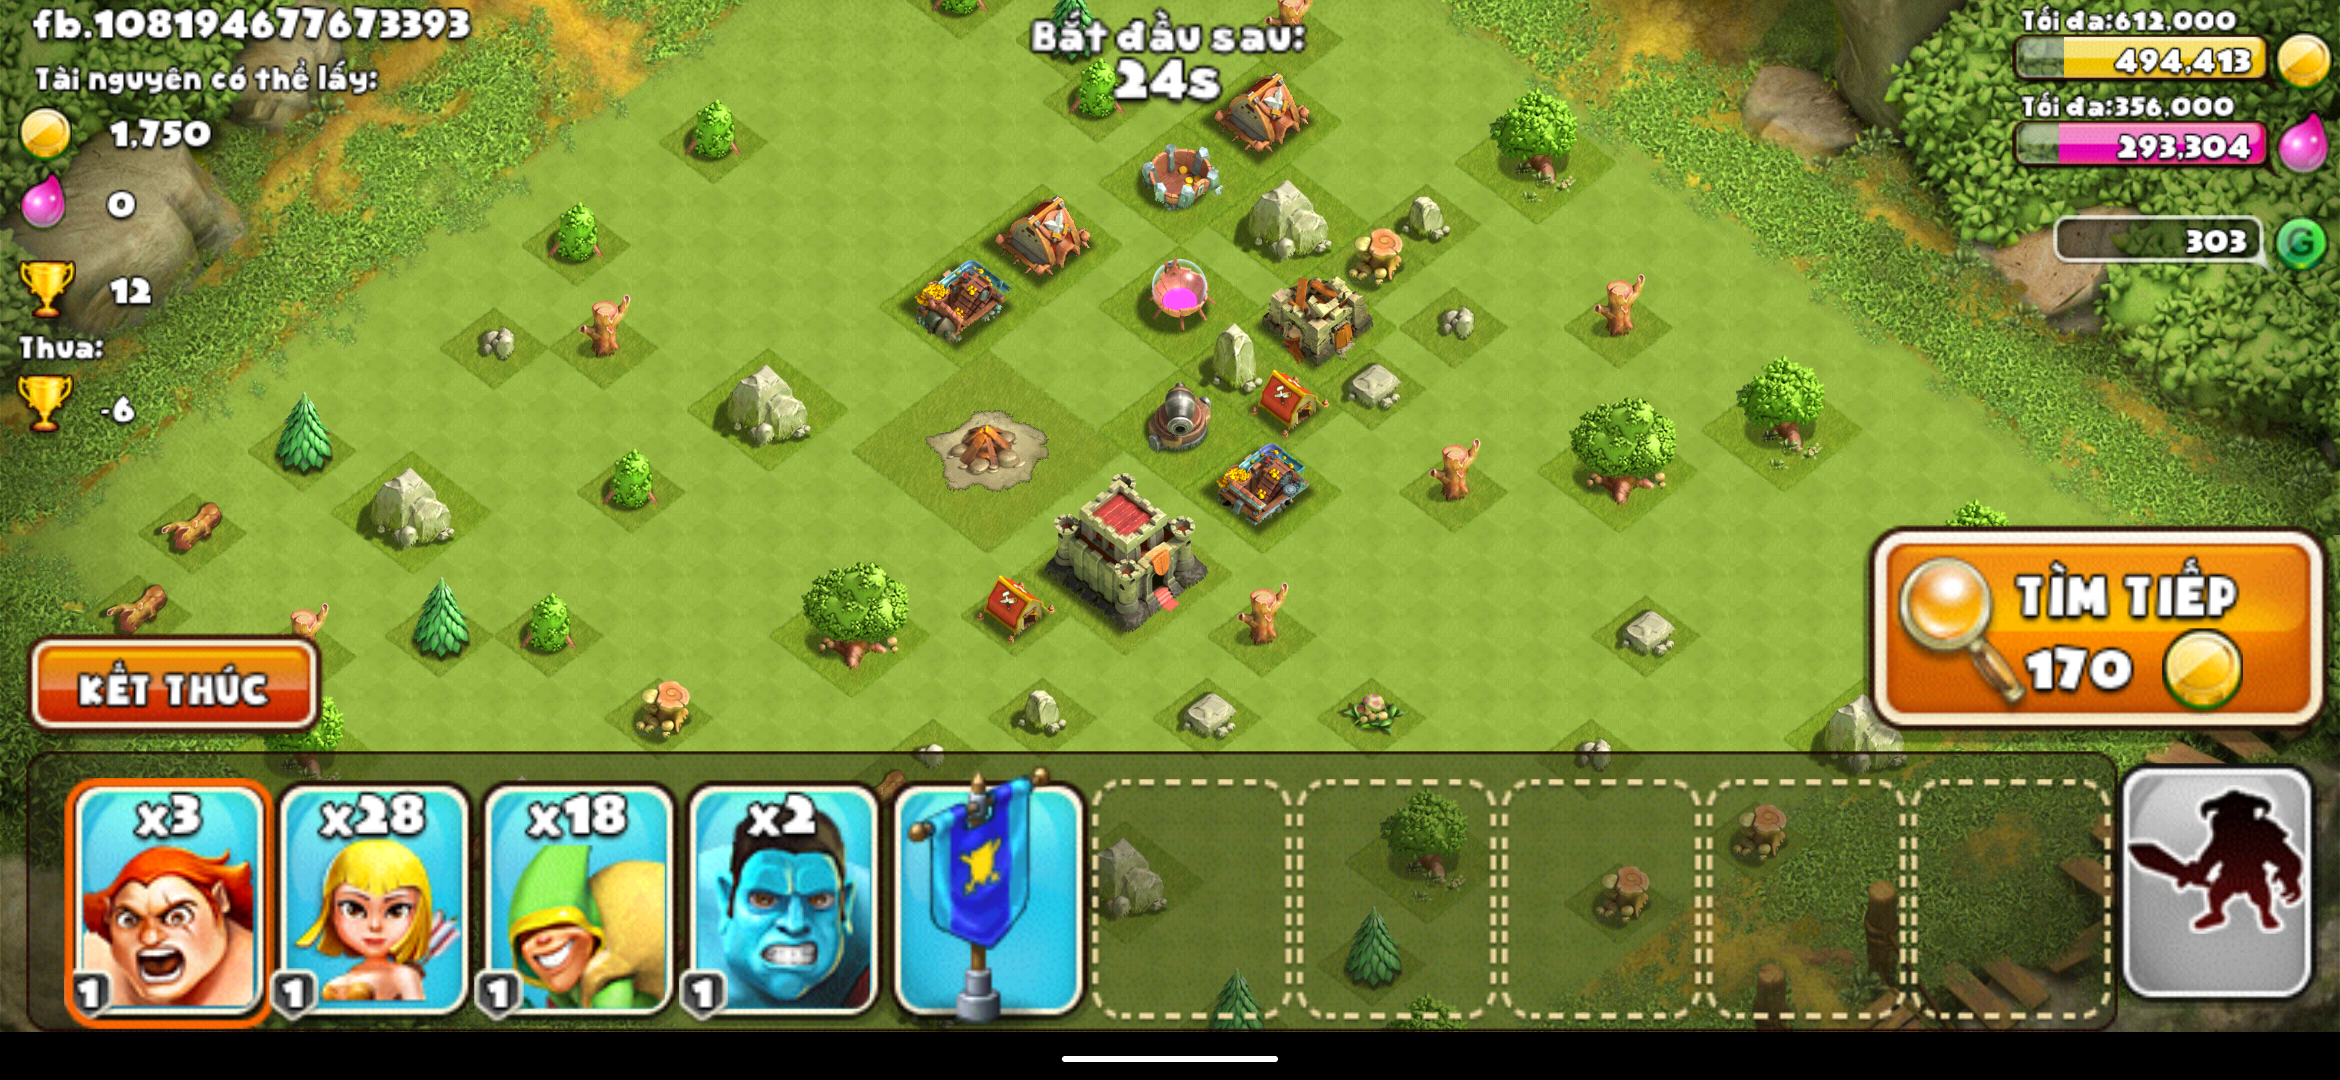 fb.108194677673393
Tài nguyên có thể lấy:
1,750
0
12
Thua:
-6
Bắt đầu sau:
24s
Tối đa:612,000
494,413
Tối đa:356,000
293,304
303
G
KẾT THÚC
TÌM TIẾP
170
x3
x28
x18
x2
1
1
1
1